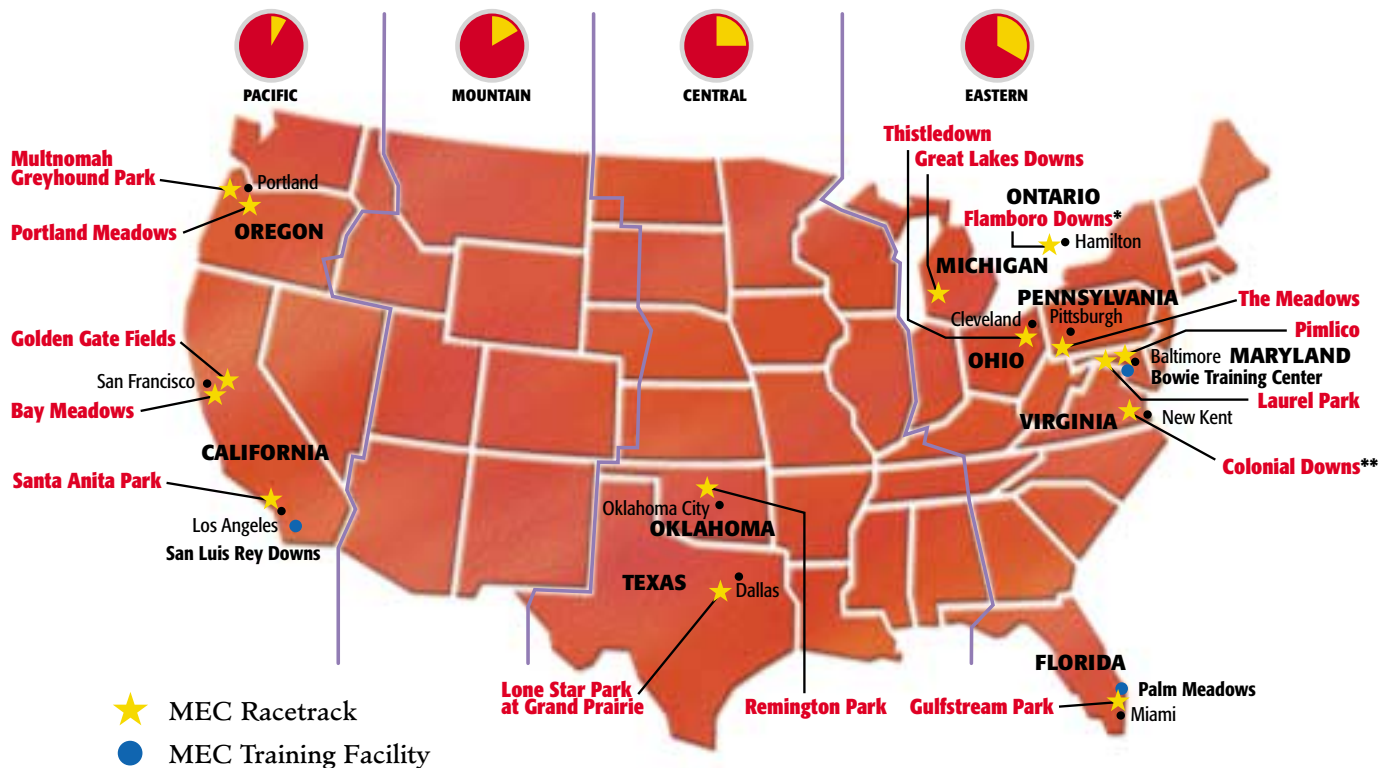 PACIFIC
MOUNTAIN
CENTRAL
EASTERN
Thistledown
Great Lakes Downs
Multnomah
Greyhound Park
Portland
ONTARIO
Flamboro Downs*
Hamilton
Portland Meadows
OREGON
MICHIGAN
PENNSYLVANIA
The Meadows
Cleveland
Pittsburgh
Pimlico
Golden Gate Fields
OHIO
Baltimore
MARYLAND
Bowie Training Center
San Francisco
Bay Meadows
Laurel Park
VIRGINIA
New Kent
CALIFORNIA
Colonial Downs**
Santa Anita Park
Oklahoma City
OKLAHOMA
Los Angeles
San Luis Rey Downs
TEXAS
Dallas
FLORIDA
Lone Star Park
at Grand Prairie
Remington Park
Gulfstream Park
Palm Meadows
Miami
MEC Racetrack
MEC Training Facility